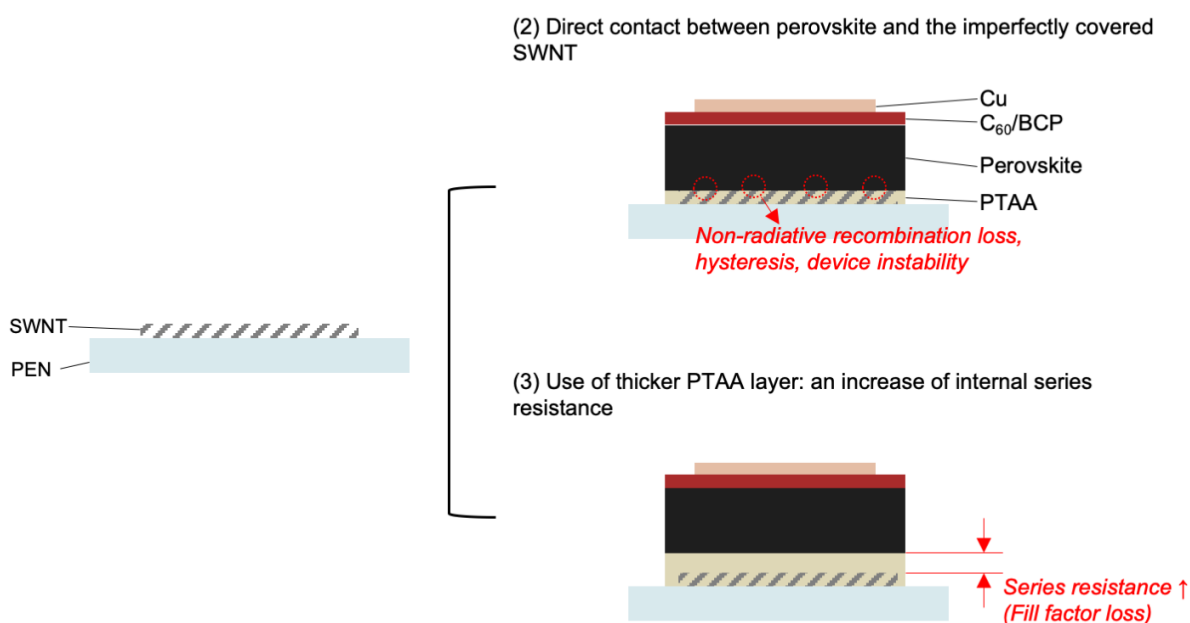 (2) Direct contact between perovskite and the imperfectly covered
SWNT
Cu
C₆₀/BCP
Perovskite
PTAA
Non-radiative recombination loss,
hysteresis, device instability
SWNT
PEN
(3) Use of thicker PTAA layer: an increase of internal series
resistance
Series resistance ↑
(Fill factor loss)